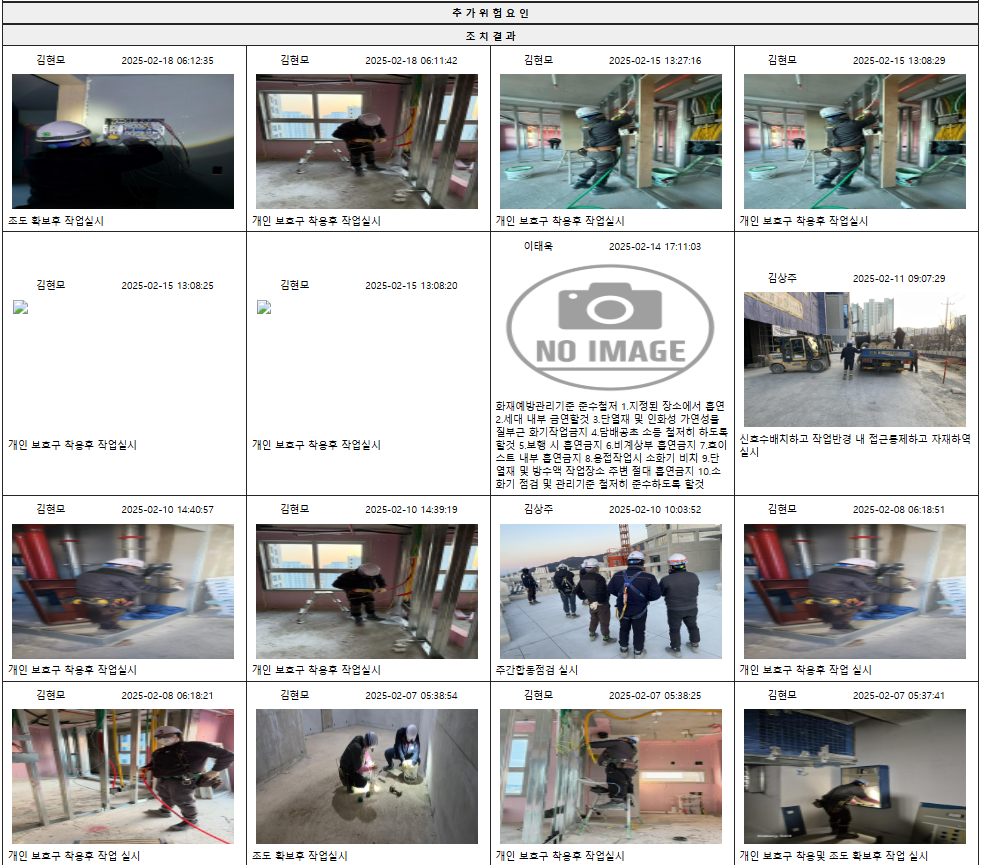 추 가 위 험 요 인
조 치 결 과
김현모 2025-02-18 06:12:35
조도 확보후 작업실시
김현모 2025-02-18 06:11:42
개인 보호구 착용후 작업실시
김현모 2025-02-15 13:27:16
개인 보호구 착용후 작업실시
김현모 2025-02-15 13:08:29
개인 보호구 착용후 작업실시
김현모 2025-02-15 13:08:25
개인 보호구 착용후 작업실시
김현모 2025-02-15 13:08:20
개인 보호구 착용후 작업실시
이태욱 2025-02-14 17:11:03
NO IMAGE
화재예방관리기준 준수철저 1.지정된 장소에서 흡연
2.세대 내부 금연할것 3.단열재 및 인화성 가연성물
질부근 화기작업금지 4.담배공초 소등 철저히 하도록
할것 5.보행 시 흡연금지 6.비계상부 흡연금지 7.호이
스트 내부 흡연금지 8.용접작업시 소화기 비치 9.단
열재 및 방수액 작업장소 주변 절대 흡연금지 10.소
화기 점검 및 관리기준 철저히 준수하도록 할것
김상주 2025-02-11 09:07:29
신호수배치하고 작업반경 내 접근통제하고 자재하역
실시
김현모 2025-02-10 14:40:57
개인 보호구 착용후 작업실시
김현모 2025-02-10 14:39:19
개인 보호구 착용후 작업실시
김상주 2025-02-10 10:03:52
주간합동점검 실시
김현모 2025-02-08 06:18:51
개인 보호구 착용후 작업 실시
김현모 2025-02-08 06:18:21
개인 보호구 착용후 작업 실시
김현모 2025-02-07 05:38:54
조도 확보후 작업실시
김현모 2025-02-07 05:38:25
개인 보호구 착용후 작업실시
김현모 2025-02-07 05:37:41
개인 보호구 착용및 조도 확보후 작업 실시